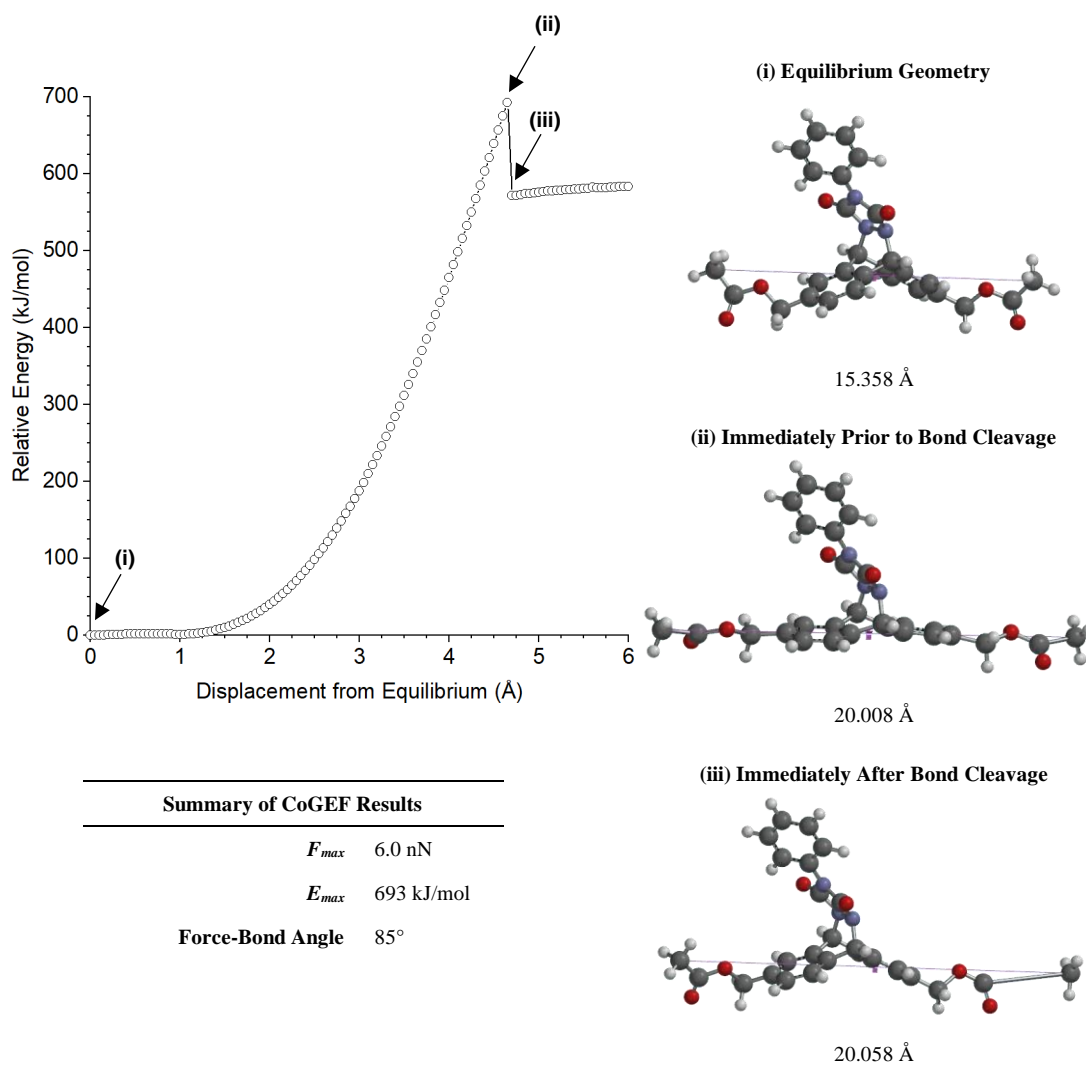 (ii)
(iii)
(i)
700
600
500
400
300
200
100
0
0 1 2 3 4 5 6
Relative Energy (kJ/mol)
Displacement from Equilibrium (Å)
Summary of CoGEF Results
Fmax 6.0 nN
Emax 693 kJ/mol
Force-Bond Angle 85°
(i) Equilibrium Geometry
15.358 Å
(ii) Immediately Prior to Bond Cleavage
20.008 Å
(iii) Immediately After Bond Cleavage
20.058 Å